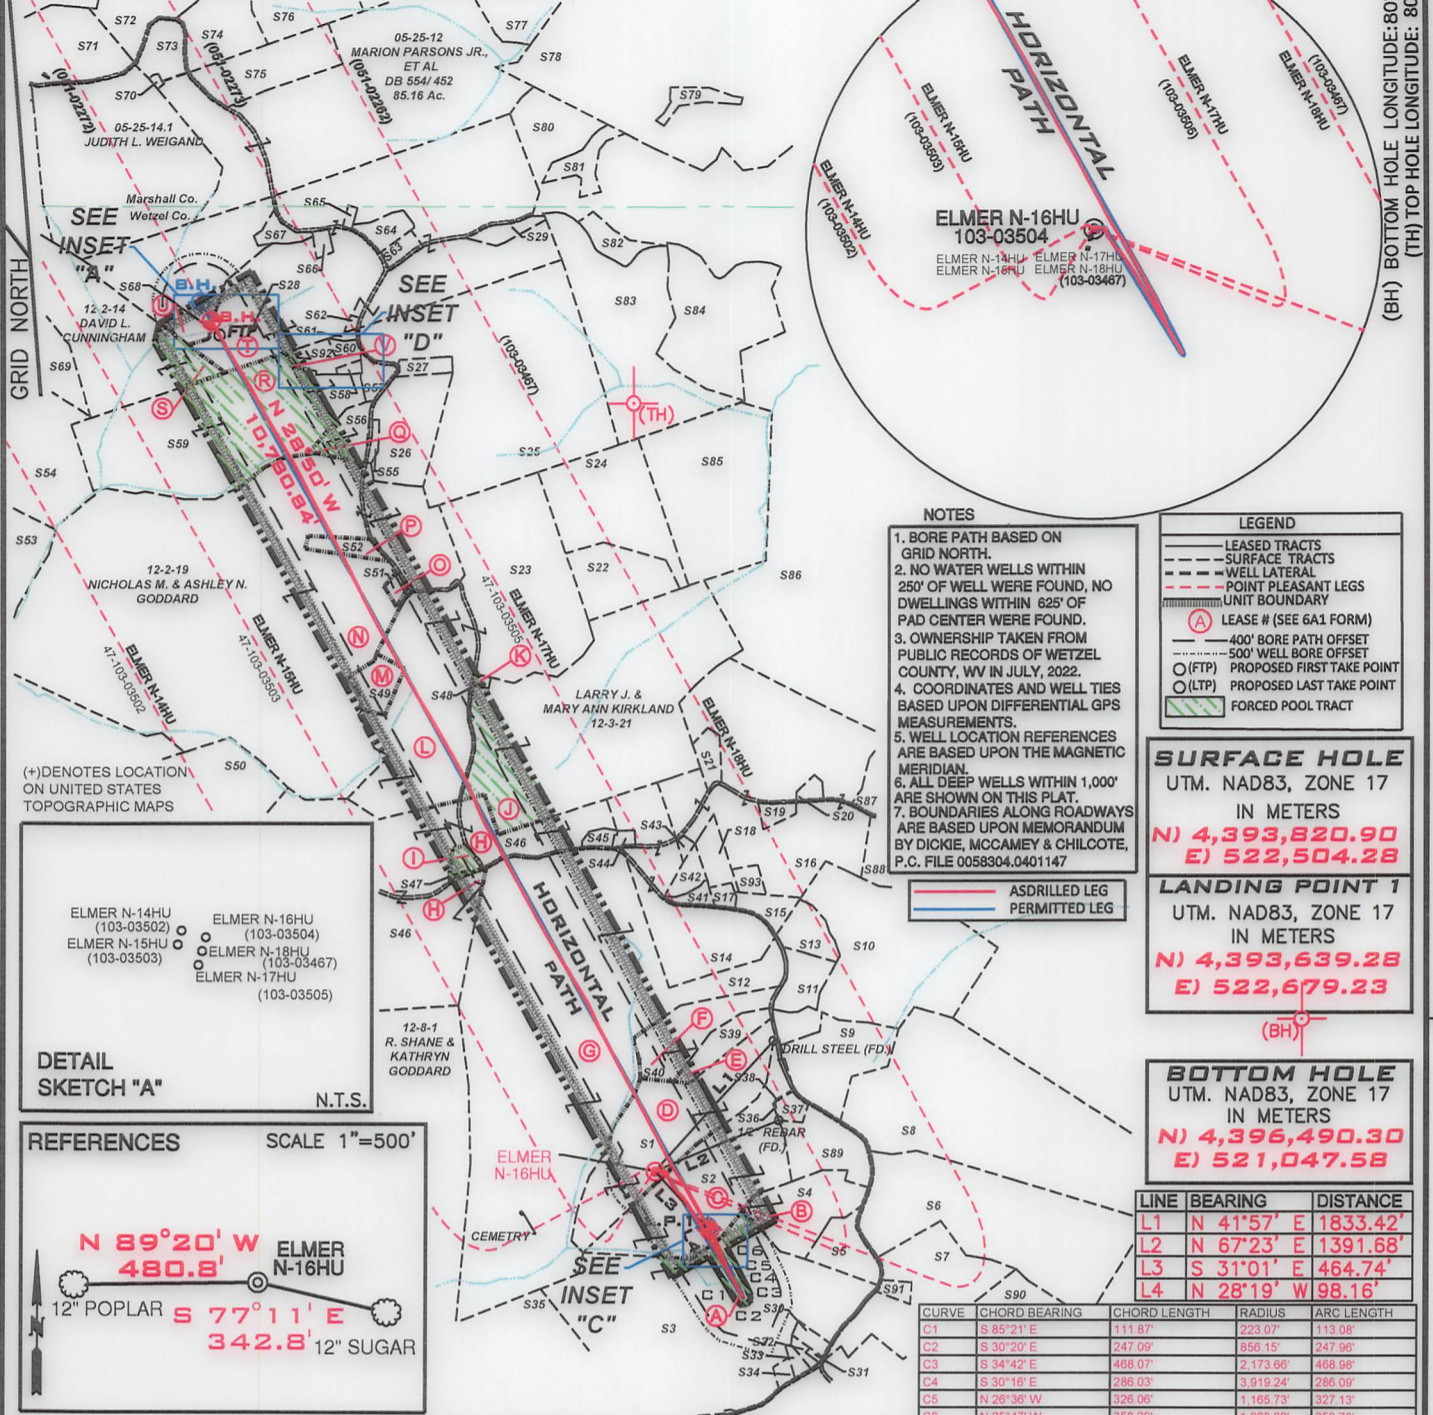 S72
S76
S77
S71
S73
S74
(051-02273)
S75
05-25-12
MARION PARSONS JR.,
ET AL
DB 554/ 452
85.16 Ac.
S78
(051-02272)
S70
(051-02262)
S79
05-25-14.1
JUDITH L. WEIGAND
S80
S81
Marshall Co.
Wetzel Co.
S65
S67
S64
S63
S29
S82
S66
SEE
INSET
"A"
S68
B.H.
S28
SEE
INSET
"D"
S83
S84
12-2-14
DAVID L.
CUNNINGHAM
U
B.H.
FTP
S62
S61
S60
S92
V
S27
T
S69
R
S58
S57
(103-03467)
(TH)
S
S59
S56
Q
S26
S55
S25
S24
S85
N 28°50' W
10,780.84'
S54
GRID NORTH
S53
S52
P
S51
O
S23
S22
S86
12-2-19
NICHOLAS M. & ASHLEY N.
GODDARD
N
M
S49
S48
K
47-103-03505
ELMER N-17HU
LARRY J. &
MARY ANN KIRKLAND
12-3-21
ELMER N-14HU
47-103-03502
ELMER N-15HU
47-103-03503
ELMER N-18HU
S50
L
J
S21
S19
S87
S20
S18
S43
S45
S44
S46
H
I
S47
H
S46
S42
S93
S41
S17
S16
S88
S15
S14
S13
S10
S12
S11
HORIZONTAL
PATH
12-8-1
R. SHANE &
KATHRYN
GODDARD
G
F
S39
S9
DRILL STEEL (FD.)
E
S40
L1
S38
D
S37
S36
1/2" REBAR
(FD.)
S8
S1
L2
S89
ELMER
N-16HU
S2
C
S4
B
S6
L3
CEMETRY
S7
95
SEE
INSET
"C"
C6
C5
C4
C3
C1
C2
A
S30
S91
S90
S35
S3
S32
S33
S34
S31
HORIZONTAL
PATH
ELMER N-15HU
(103-03503)
ELMER N-14HU
(103-03502)
ELMER N-17HU
(103-03505)
(103-03467)
ELMER N-18HU
ELMER N-16HU
103-03504
ELMER N-14HU ELMER N-17HU
ELMER N-15HU ELMER N-18HU
(103-03467)
(BH) BOTTOM HOLE LONGITUDE:80
(TH) TOP HOLE LONGITUDE: 80
NOTES
1. BORE PATH BASED ON
GRID NORTH.
2. NO WATER WELLS WITHIN
250' OF WELL WERE FOUND, NO
DWELLINGS WITHIN 625' OF
PAD CENTER WERE FOUND.
3. OWNERSHIP TAKEN FROM
PUBLIC RECORDS OF WETZEL
COUNTY, WV IN JULY, 2022.
4. COORDINATES AND WELL TIES
BASED UPON DIFFERENTIAL GPS
MEASUREMENTS.
5. WELL LOCATION REFERENCES
ARE BASED UPON THE MAGNETIC
MERIDIAN.
6. ALL DEEP WELLS WITHIN 1,000'
ARE SHOWN ON THIS PLAT.
7. BOUNDARIES ALONG ROADWAYS
ARE BASED UPON MEMORANDUM
BY DICKIE, MCCAMEY & CHILCOTE,
P.C. FILE 0058304.0401147
LEGEND
LEASED TRACTS
SURFACE TRACTS
WELL LATERAL
POINT PLEASANT LEGS
UNIT BOUNDARY
A LEASE # (SEE 6A1 FORM)
400' BORE PATH OFFSET
500' WELL BORE OFFSET
(FTP) PROPOSED FIRST TAKE POINT
(LTP) PROPOSED LAST TAKE POINT
FORCED POOL TRACT
ASDRILLED LEG
PERMITTED LEG
SURFACE HOLE
UTM. NAD83, ZONE 17
IN METERS
N) 4,393,820.90
E) 522,504.28
LANDING POINT 1
UTM. NAD83, ZONE 17
IN METERS
N) 4,393,639.28
E) 522,679.23
(BH)
BOTTOM HOLE
UTM. NAD83, ZONE 17
IN METERS
N) 4,396,490.30
E) 521,047.58
LINE BEARING DISTANCE
L1 N 41°57' E 1833.42'
L2 N 67°23' E 1391.68'
L3 S 31°01' E 464.74'
L4 N 28°19' W 98.16'
CURVE CHORD BEARING CHORD LENGTH RADIUS ARC LENGTH
C1 S 85°21' E 111.87' 223.07' 113.08'
C2 S 30°20' E 247.09' 856.15' 247.96'
C3 S 34°42' E 468.07' 2,173.66' 468.98'
C4 S 30°16' E 286.03' 3,919.24' 286.09'
C5 N 26°36' W 326.06' 1,165.73' 327.13'
(+)DENOTES LOCATION
ON UNITED STATES
TOPOGRAPHIC MAPS
ELMER N-14HU
(103-03502)
ELMER N-15HU
(103-03503)
ELMER N-16HU
(103-03504)
ELMER N-18HU
(103-03467)
ELMER N-17HU
(103-03505)
DETAIL
SKETCH "A"
N.T.S.
REFERENCES SCALE 1"=500'
N 89°20' W
480.8'
ELMER
N-16HU
12" POPLAR
S 77°11' E
342.8'
12" SUGAR
N